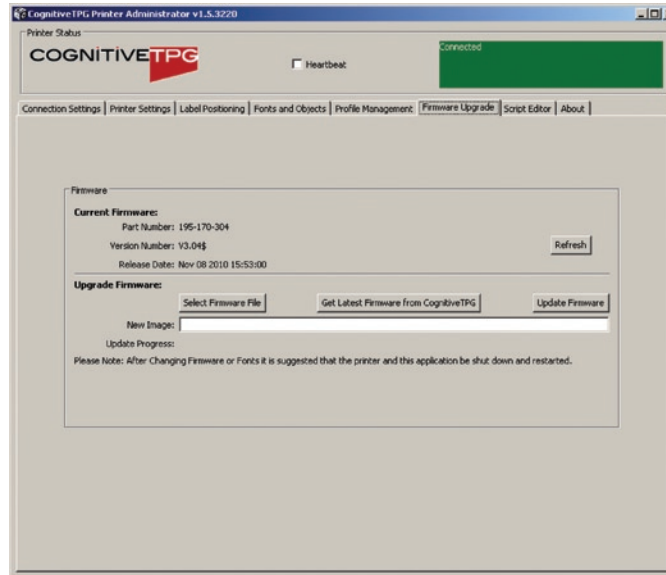 CognitiveTPG Printer Administrator v1.5.3220
Printer Status
COGNITIVETPG
Heartbeat
Connected
Connection Settings Printer Settings Label Positioning Fonts and Objects Profile Management Firmware Upgrade Script Editor About
Firmware
Current Firmware:
Part Number: 195-170-304
Version Number: V3.04$
Refresh
Release Date: Nov 08 2010 15:53:00
Upgrade Firmware:
Select Firmware File Get Latest Firmware from CognitiveTPG Update Firmware
New Image:
Update Progress:
Please Note: After Changing Firmware or Fonts it is suggested that the printer and this application be shut down and restarted.